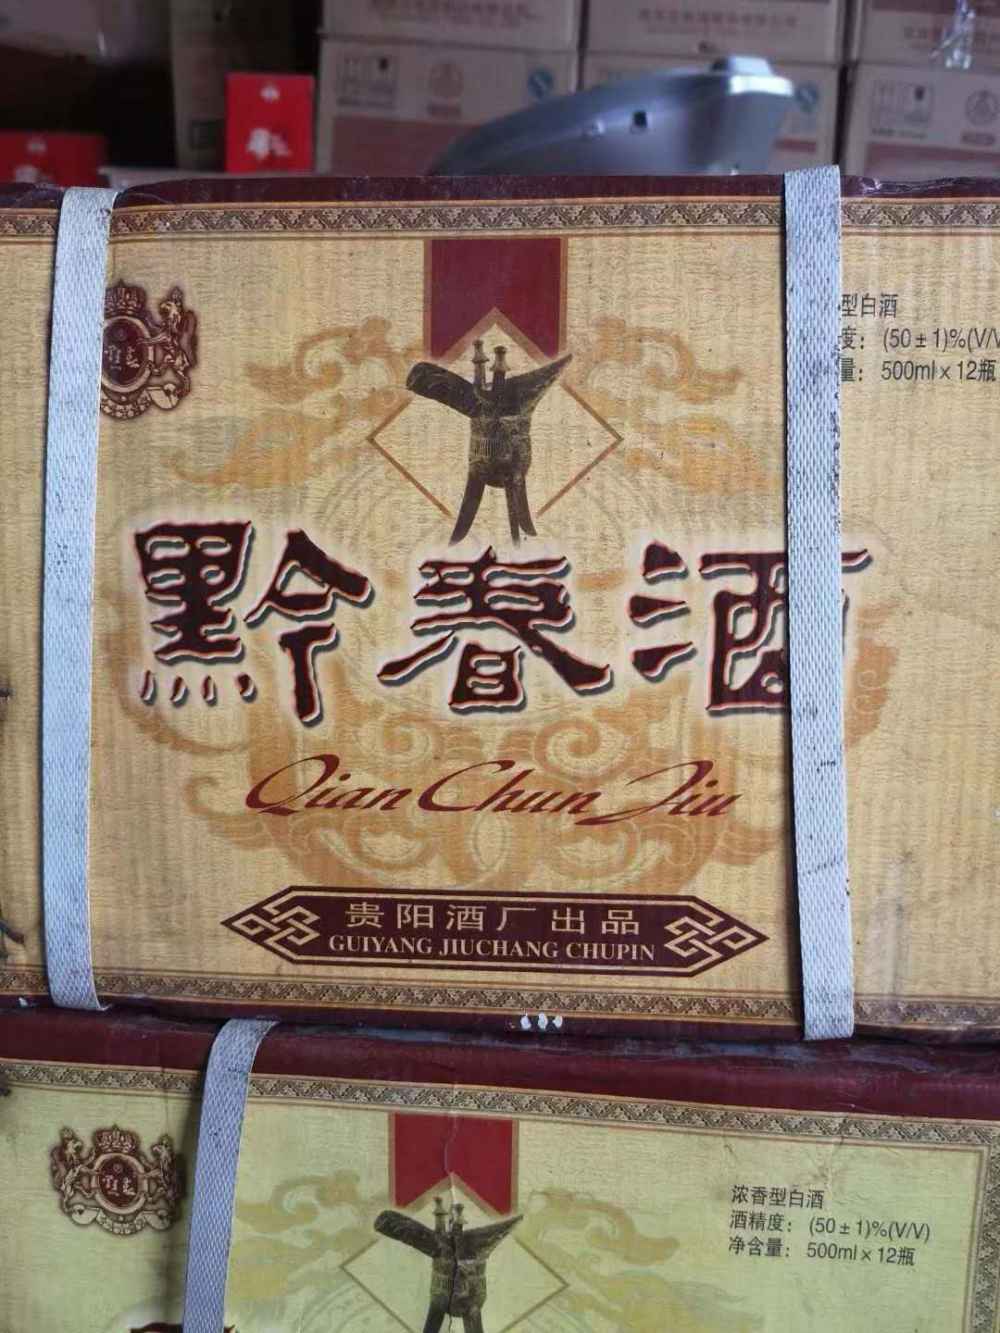 型白酒
度： (50±1)%(V/V
量： 500ml×12瓶
黔春酒
Qian Chun Jiu
贵阳酒厂出品
GUIYANG JIUCHANG CHUPIN
浓香型白酒
酒精度： (50±1)%(V/V)
净含量： 500ml×12瓶